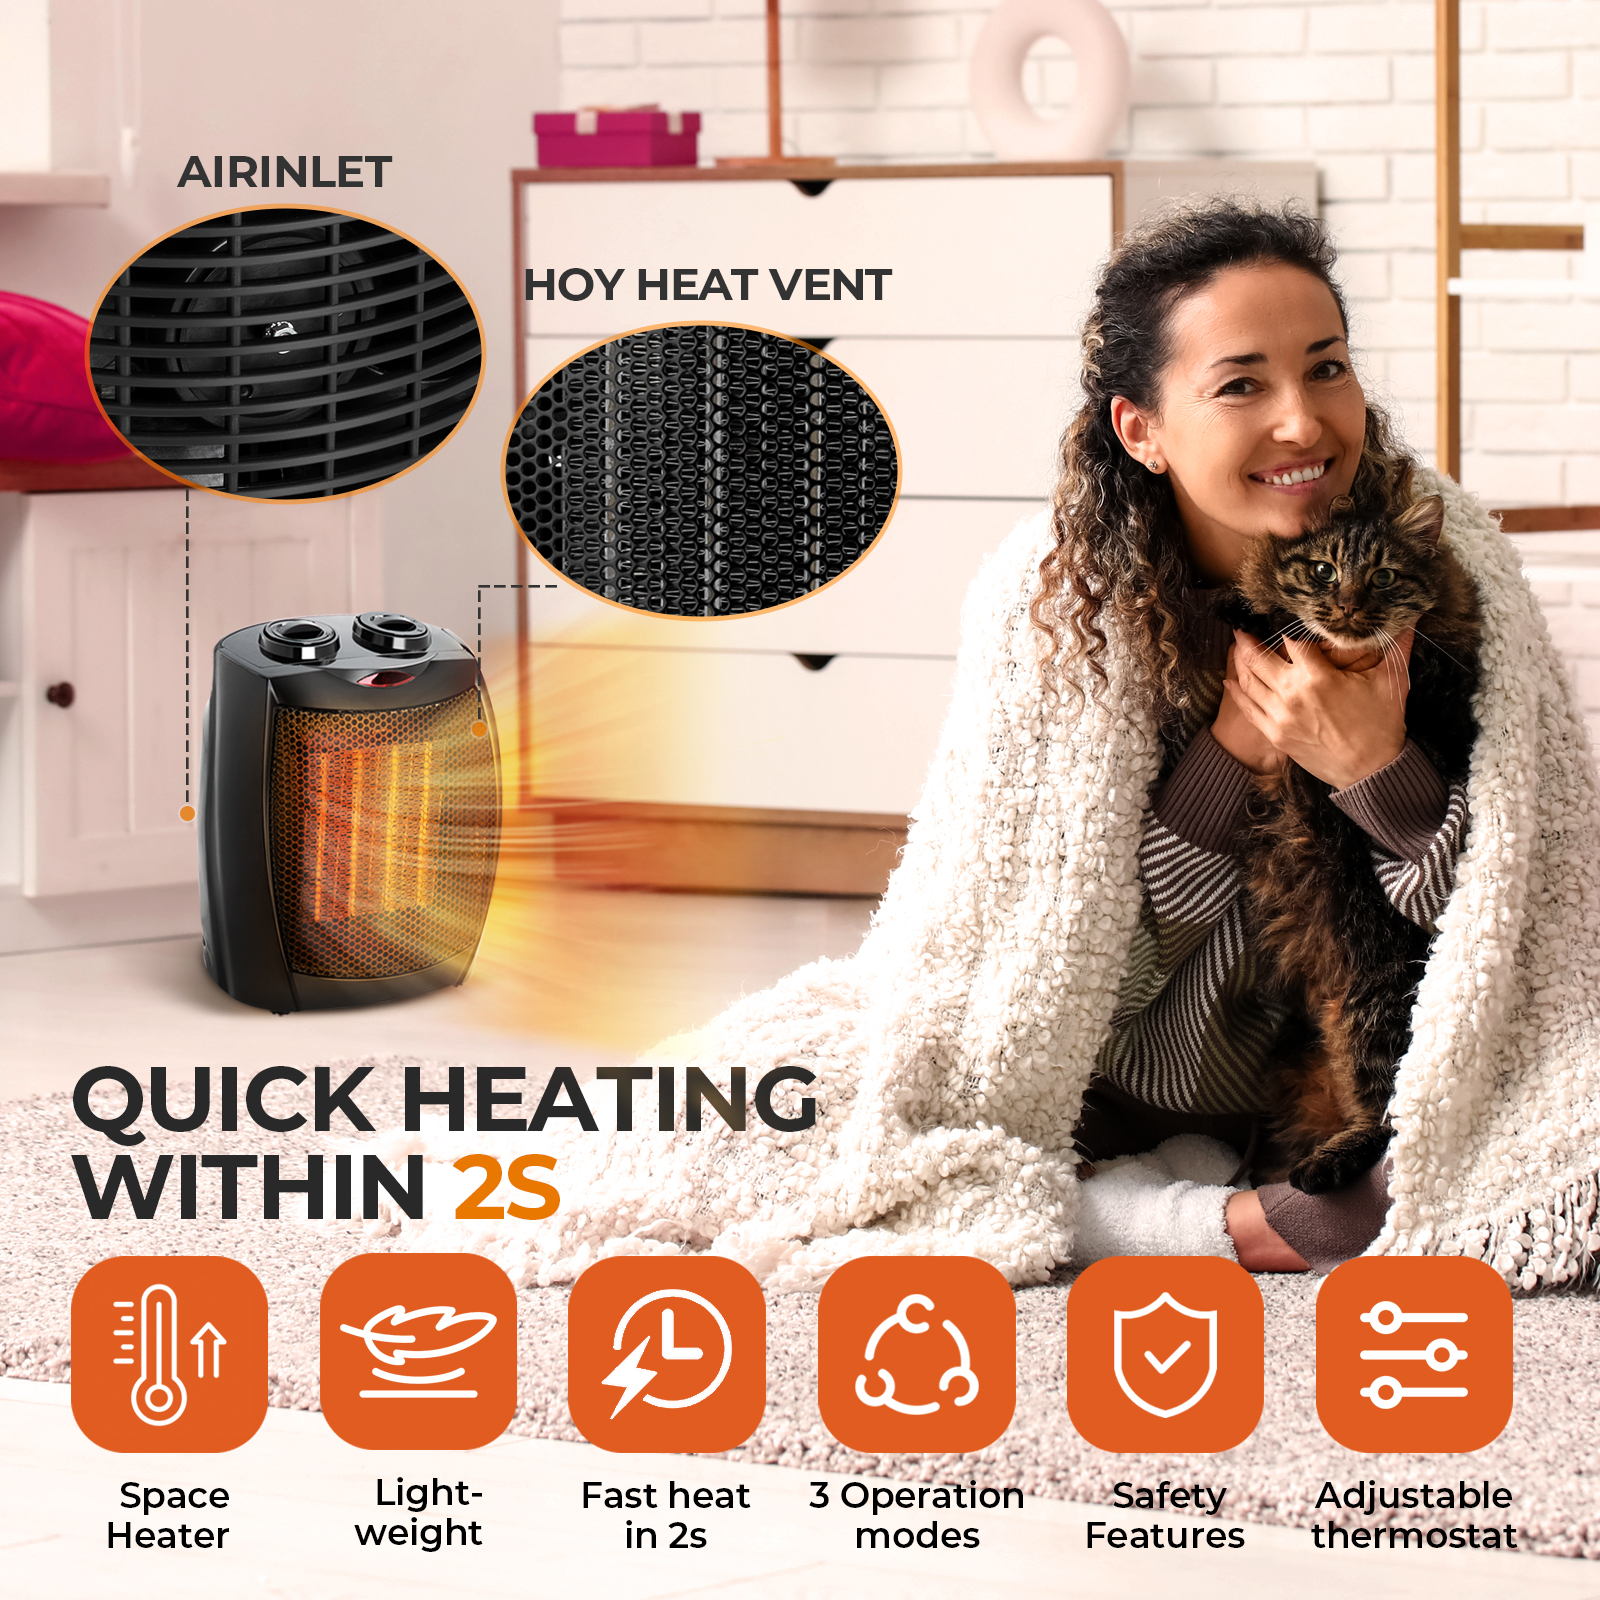 AIRINLET
HOY HEAT VENT
QUICK HEATING
WITHIN 2S
Space
Heater
Light-
weight
Fast heat
in 2s
3 Operation
modes
Safety
Features
Adjustable
thermostat